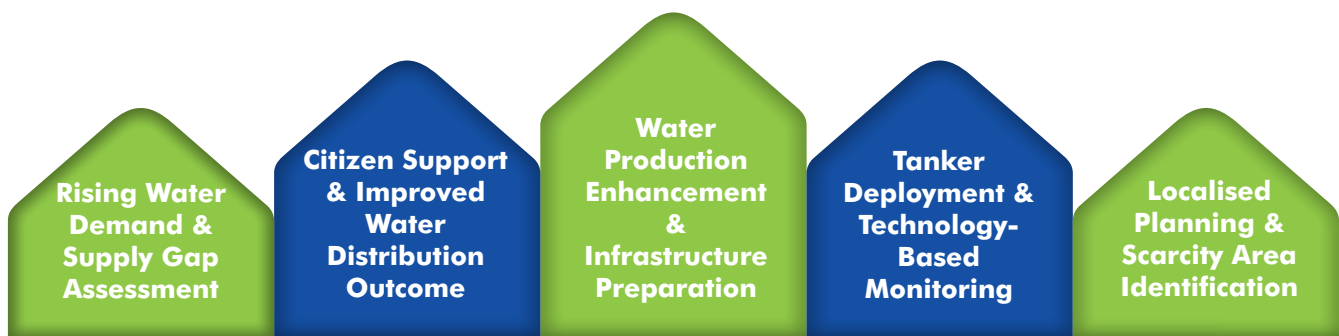 Rising Water
Demand &
Supply Gap
Assessment
Citizen Support
& Improved
Water
Distribution
Outcome
Water
Production
Enhancement
&
Infrastructure
Preparation
Tanker
Deployment &
Technology-
Based
Monitoring
Localised
Planning &
Scarcity Area
Identification